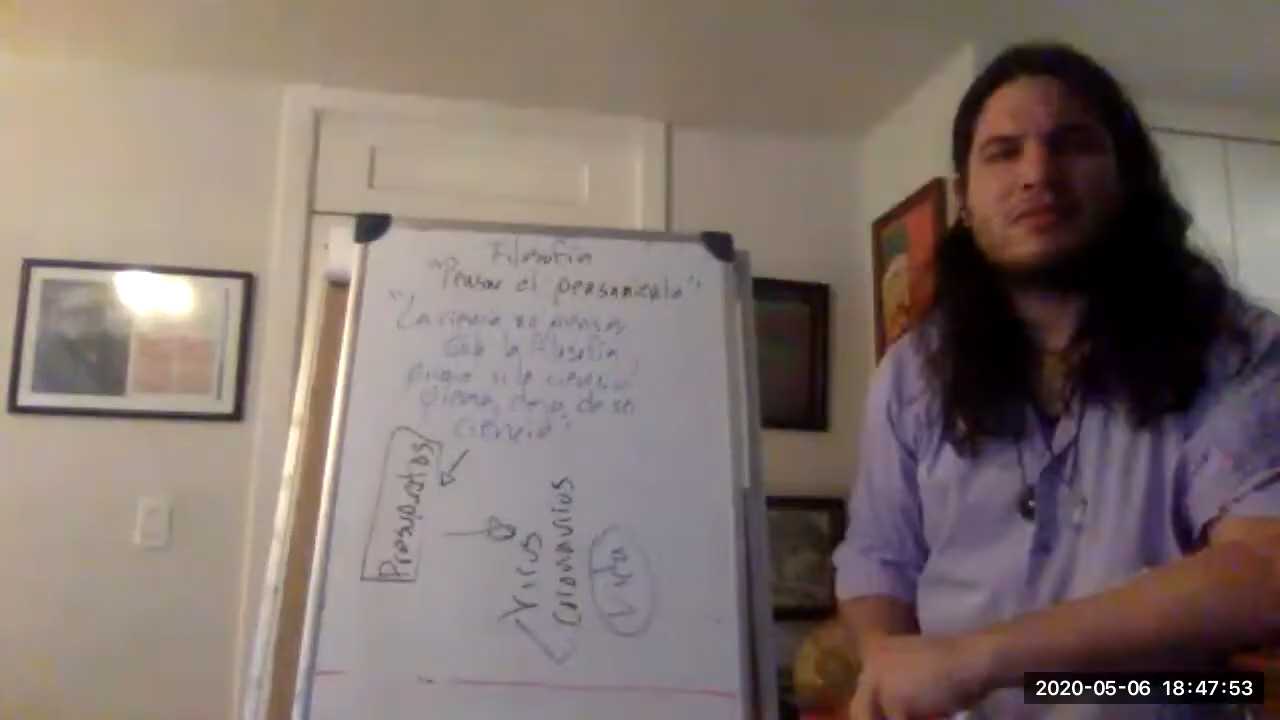 Filosofía
"Pensar el pensamiento"
"La ciencia no piensa,
solo la filosofía,
porque si la ciencia
piensa, deja de ser
ciencia"
Presupuestos
Virus
Coronavirus
Vida
2020-05-06 18:47:53